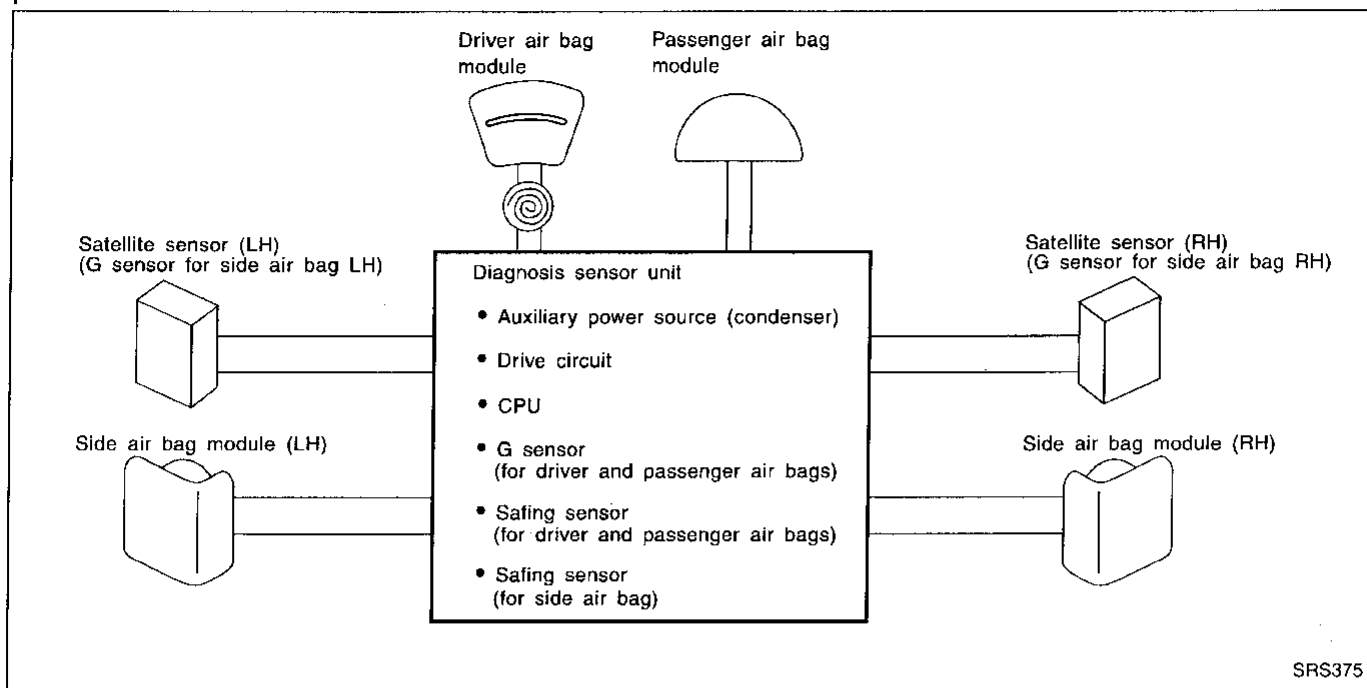 Driver air bag
module
Passenger air bag
module
Satellite sensor (LH)
(G sensor for side air bag LH)
Satellite sensor (RH)
(G sensor for side air bag RH)
Diagnosis sensor unit
• Auxiliary power source (condenser)
• Drive circuit
• CPU
• G sensor
(for driver and passenger air bags)
• Safing sensor
(for driver and passenger air bags)
• Safing sensor
(for side air bag)
Side air bag module (LH)
Side air bag module (RH)
SRS375